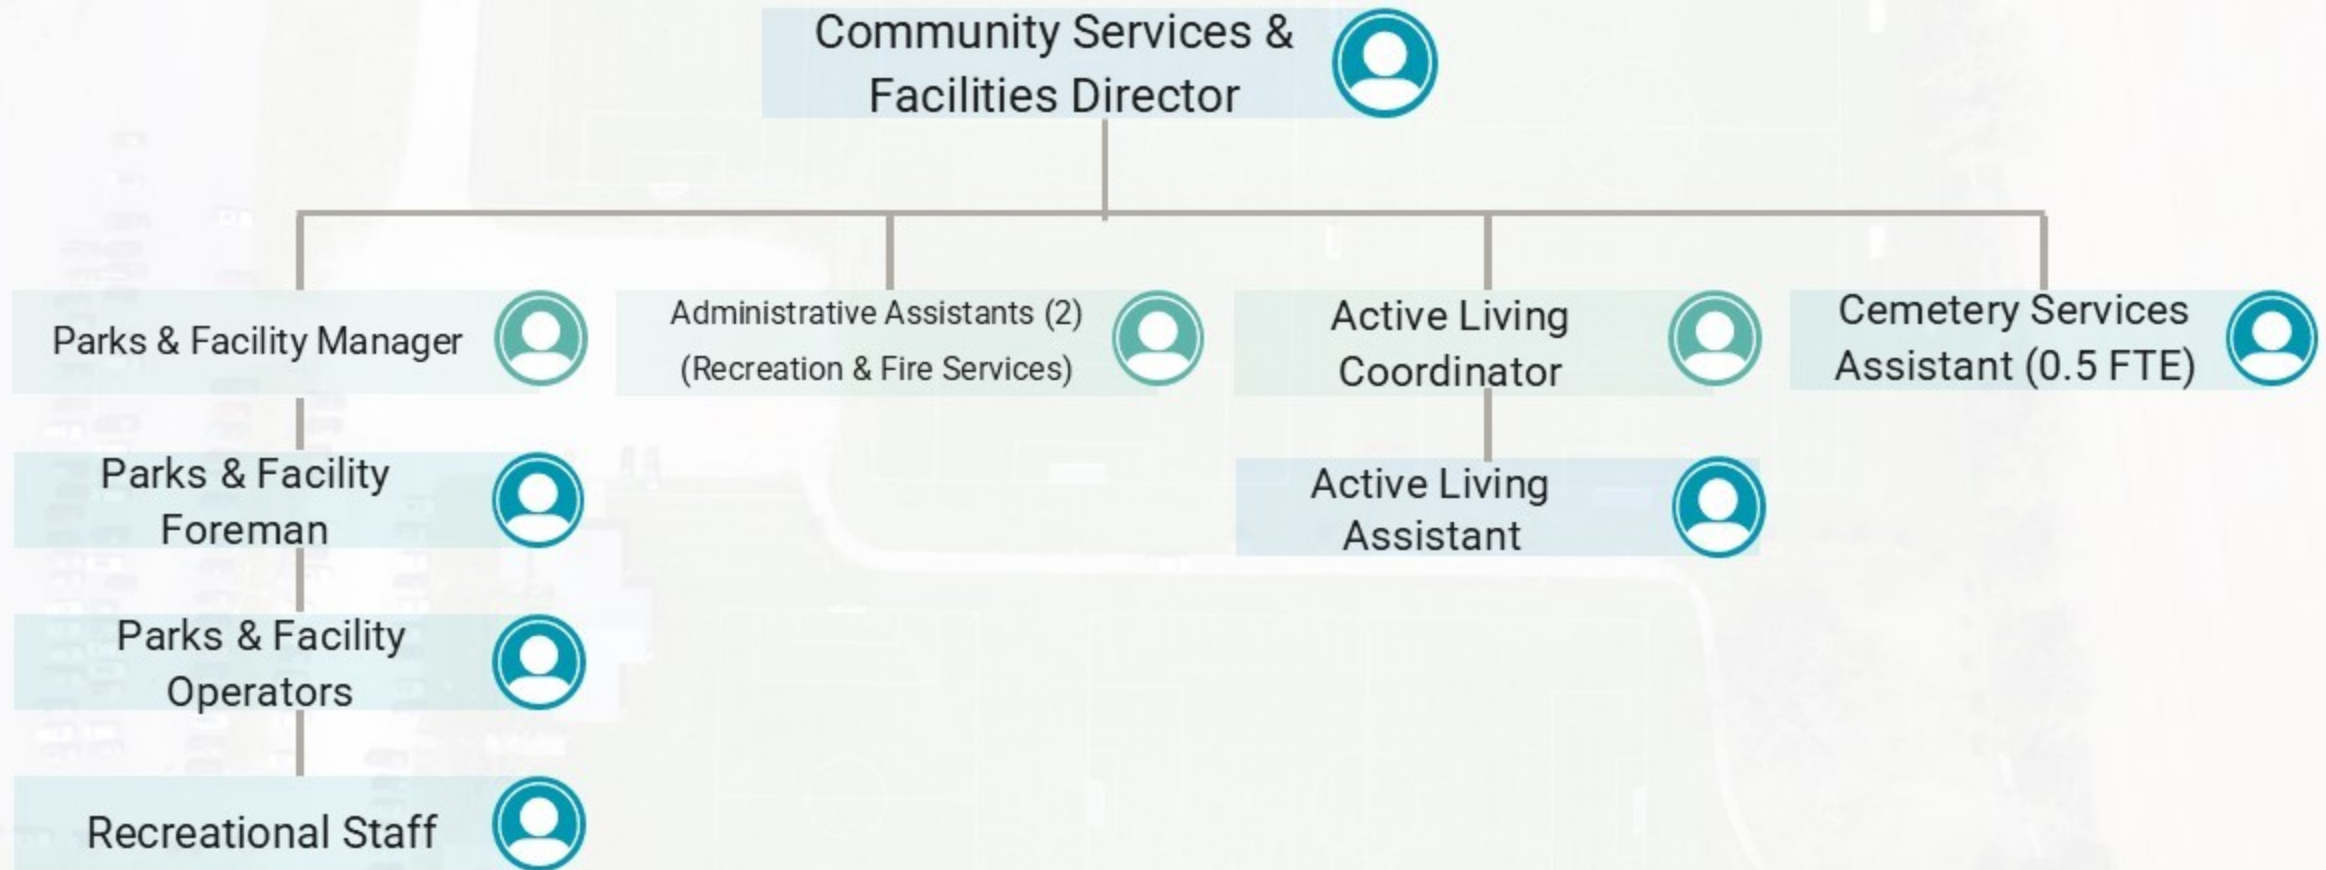 Community Services &
Facilities Director
Parks & Facility Manager
Administrative Assistants (2)
(Recreation & Fire Services)
Active Living
Coordinator
Cemetery Services
Assistant (0.5 FTE)
Parks & Facility
Foreman
Active Living
Assistant
Parks & Facility
Operators
Recreational Staff